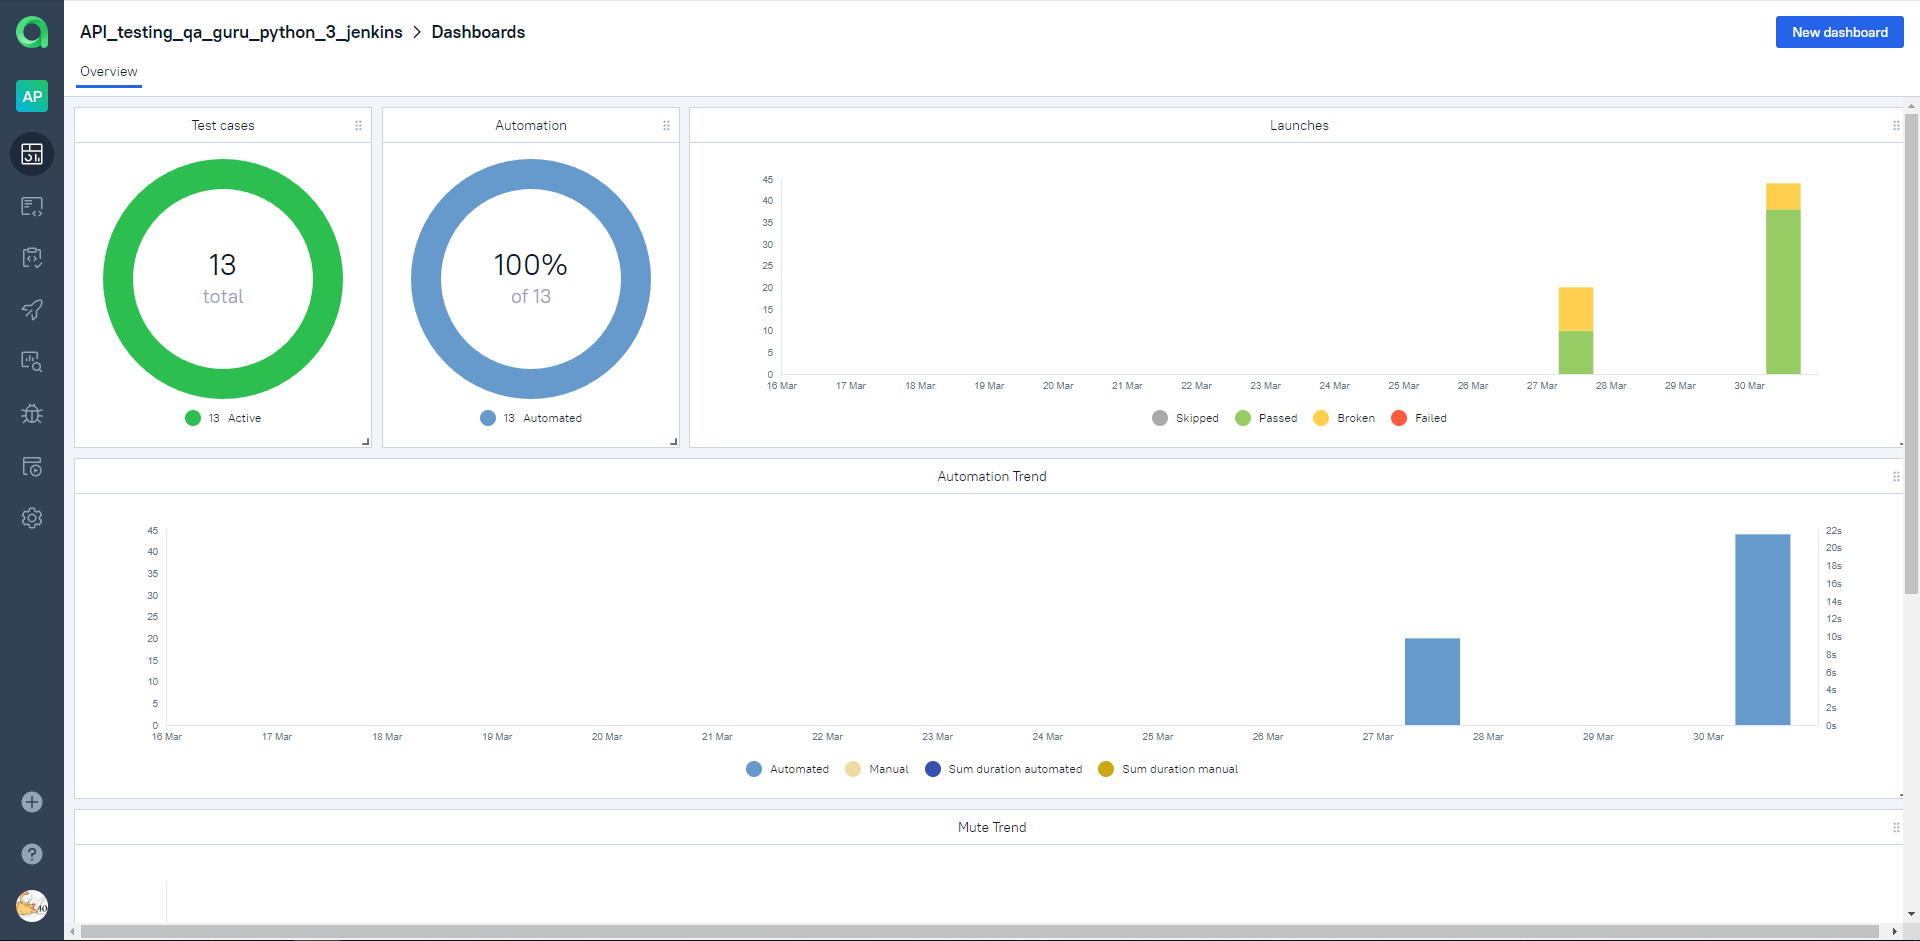 API_testing_qa_guru_python_3_jenkins > Dashboards
New dashboard
Overview
AP
Test cases
13
total
13 Active
Automation
100%
of 13
13 Automated
Launches
45
40
35
30
25
20
15
10
5
0
16 Mar 17 Mar 18 Mar 19 Mar 20 Mar 21 Mar 22 Mar 23 Mar 24 Mar 25 Mar 26 Mar 27 Mar 28 Mar 29 Mar 30 Mar
Skipped Passed Broken Failed
Automation Trend
45
40
35
30
25
20
15
10
5
0
22s
20s
18s
16s
14s
12s
10s
8s
6s
4s
2s
0s
16 Mar 17 Mar 18 Mar 19 Mar 20 Mar 21 Mar 22 Mar 23 Mar 24 Mar 25 Mar 26 Mar 27 Mar 28 Mar 29 Mar 30 Mar
Automated Manual Sum duration automated Sum duration manual
Mute Trend